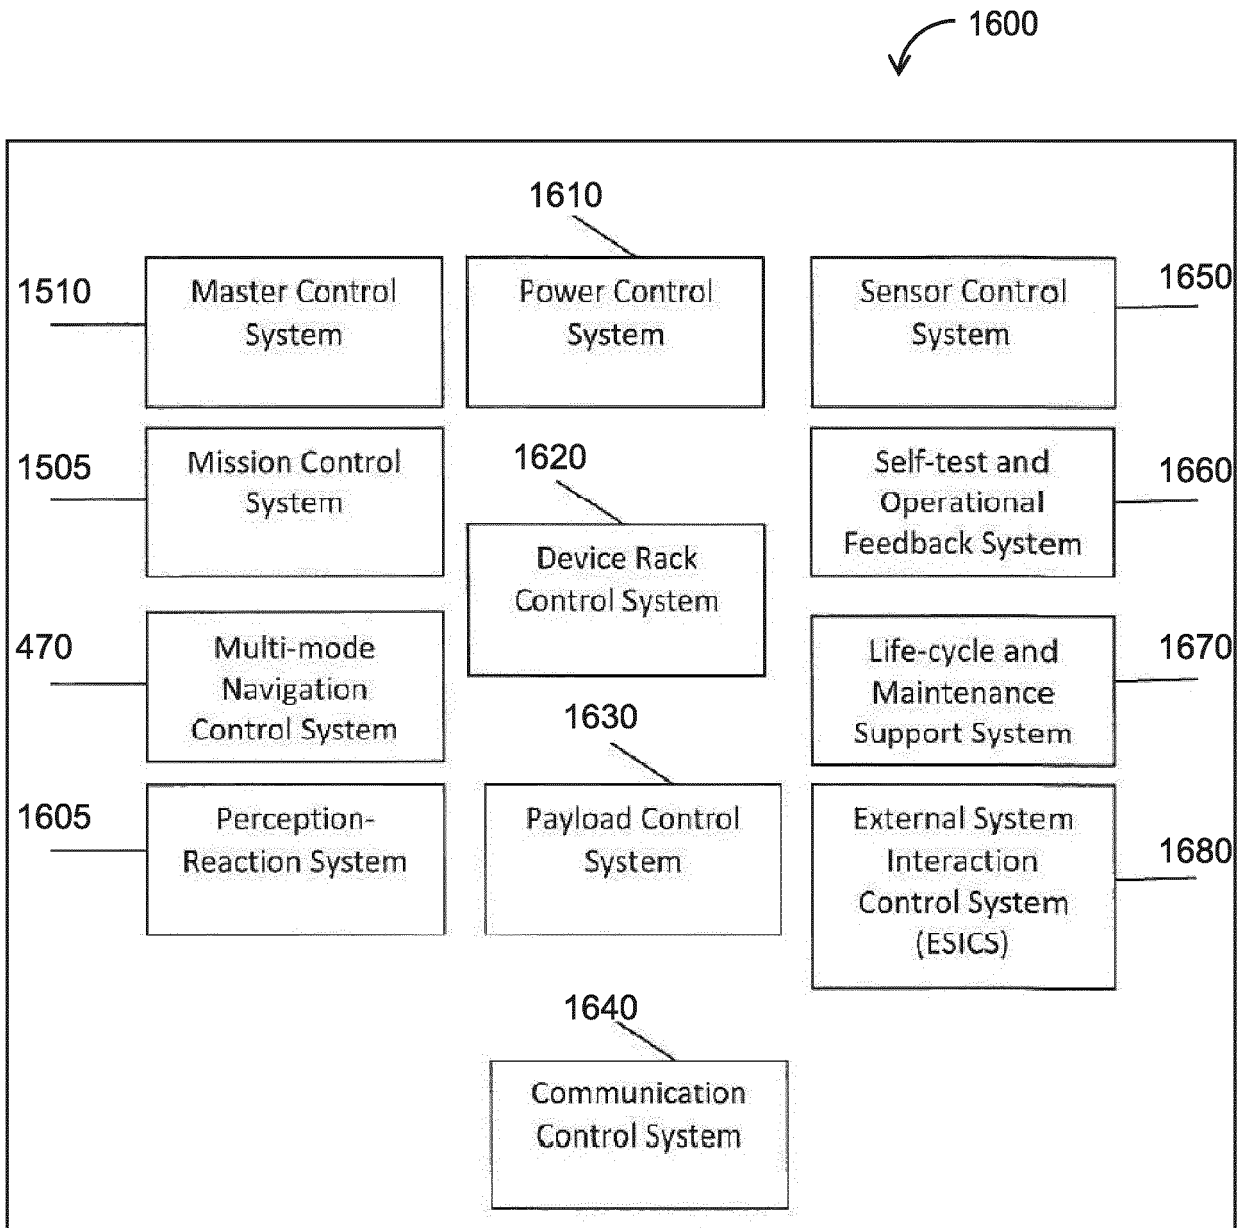 1600
1610
1510
Master Control
System
Power Control
System
Sensor Control
System
1650
1505
Mission Control
System
1620
Device Rack
Control System
Self-test and
Operational
Feedback System
1660
470
Multi-mode
Navigation
Control System
1630
Life-cycle and
Maintenance
Support System
1670
1605
Perception-
Reaction System
Payload Control
System
External System
Interaction
Control System
(ESICS)
1680
1640
Communication
Control System